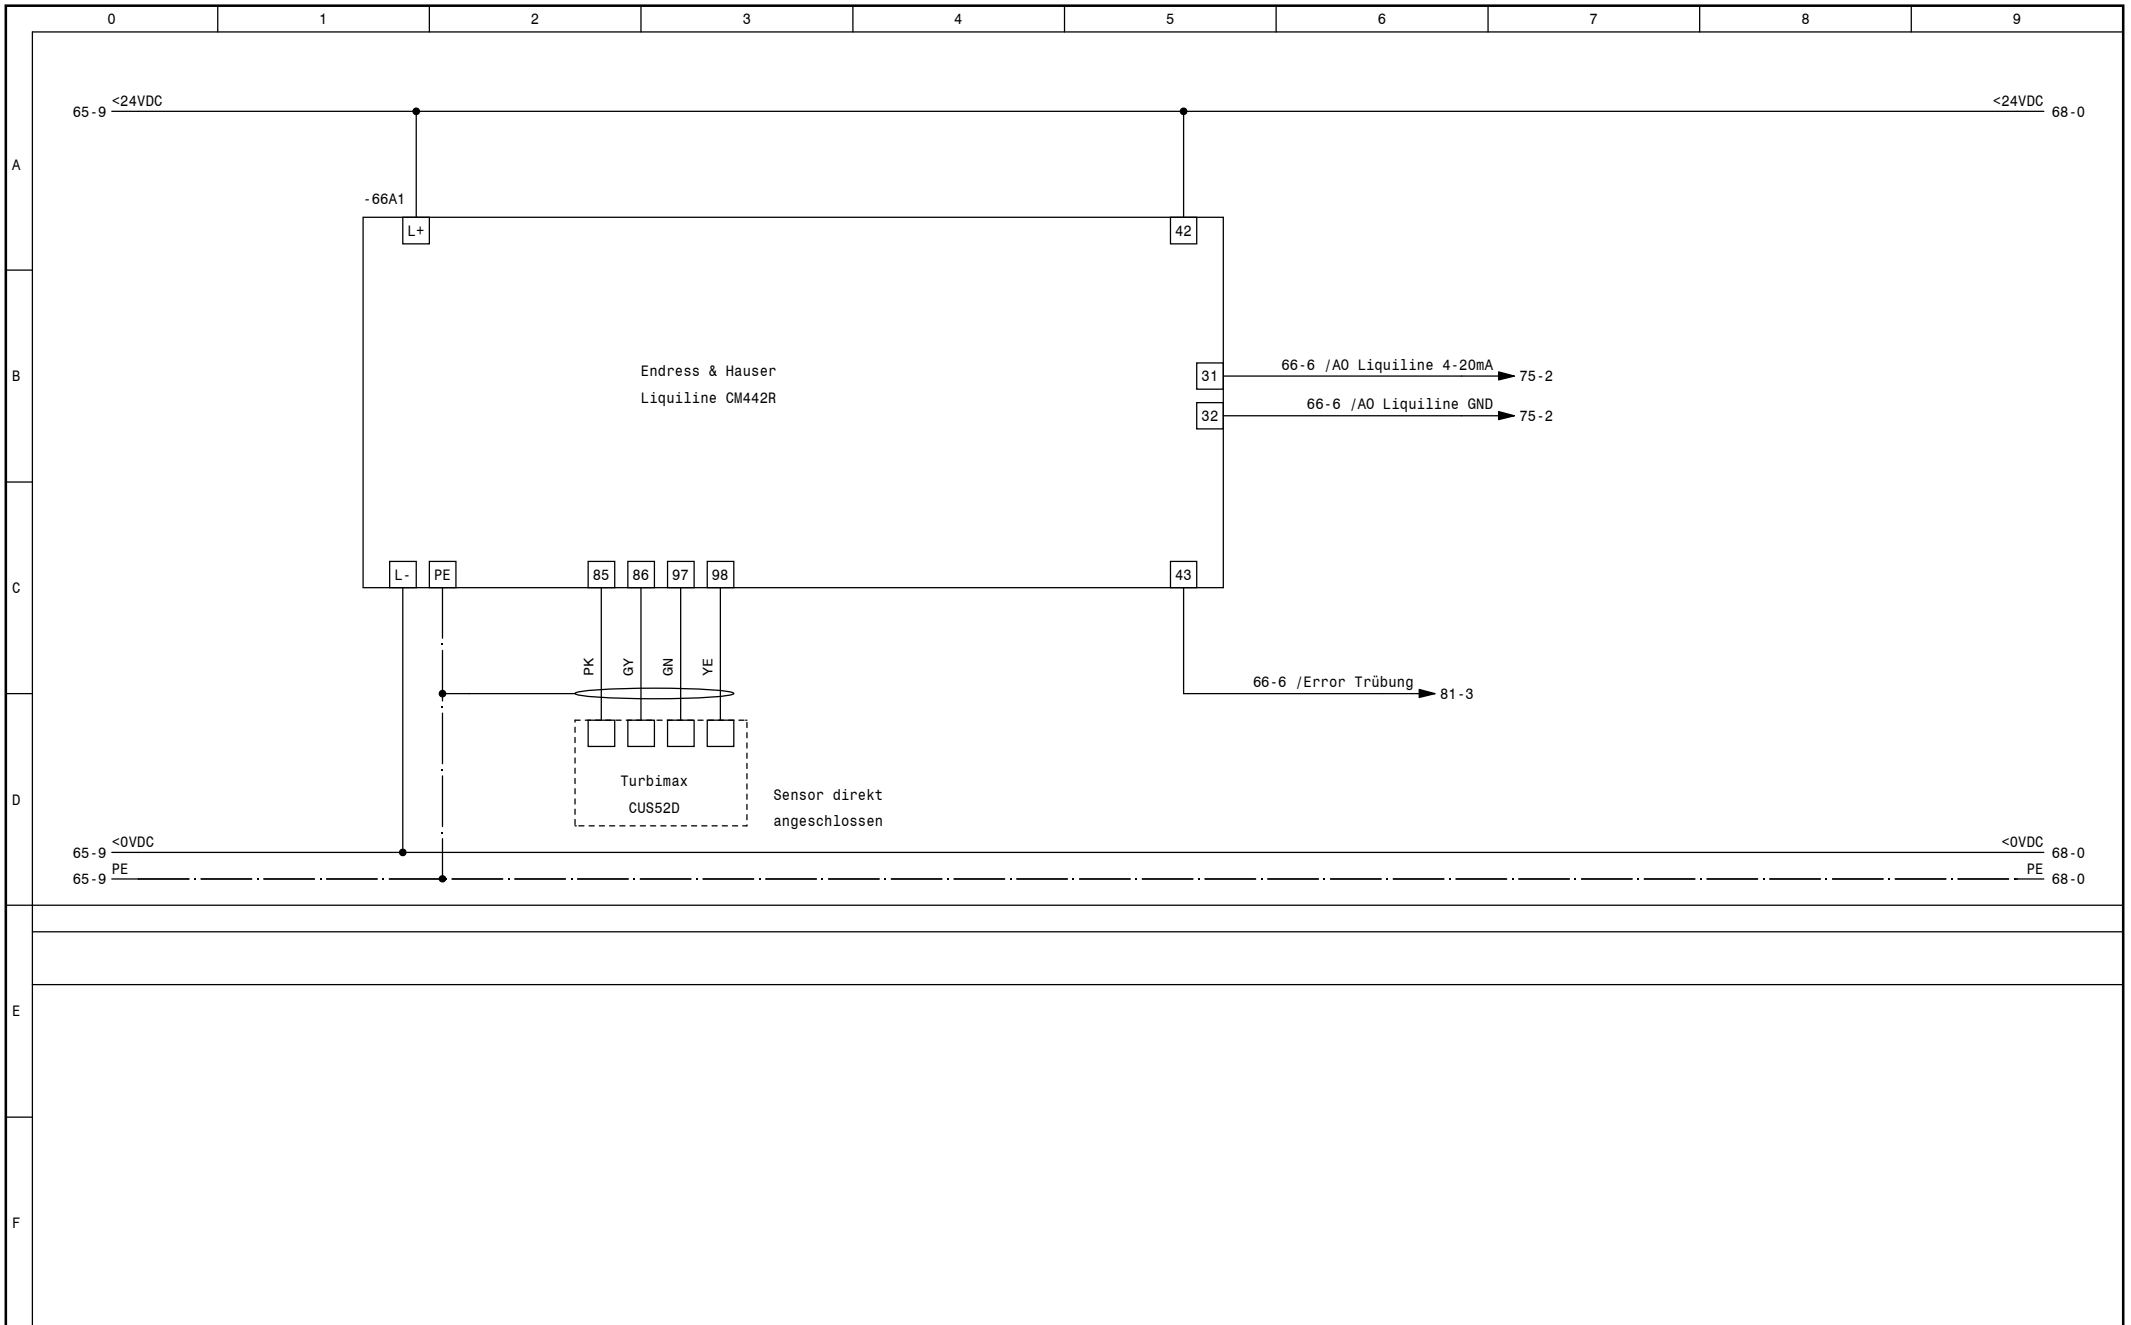 0 1 2 3 4 5 6 7 8 9
<24VDC <24VDC
65-9 68-0
A
-66A1
L+ 42
Endress & Hauser
Liquiline CM442R
B
31 66-6 /AO Liquiline 4-20mA 75-2
32 66-6 /AO Liquiline GND 75-2
L- PE 85 86 97 98 43
C
PK GY GN YE
66-6 /Error Trübung 81-3
Turbimax
CUS52D
Sensor direkt
angeschlossen
D
<0VDC <0VDC
65-9 68-0
PE PE
65-9 68-0
E
F